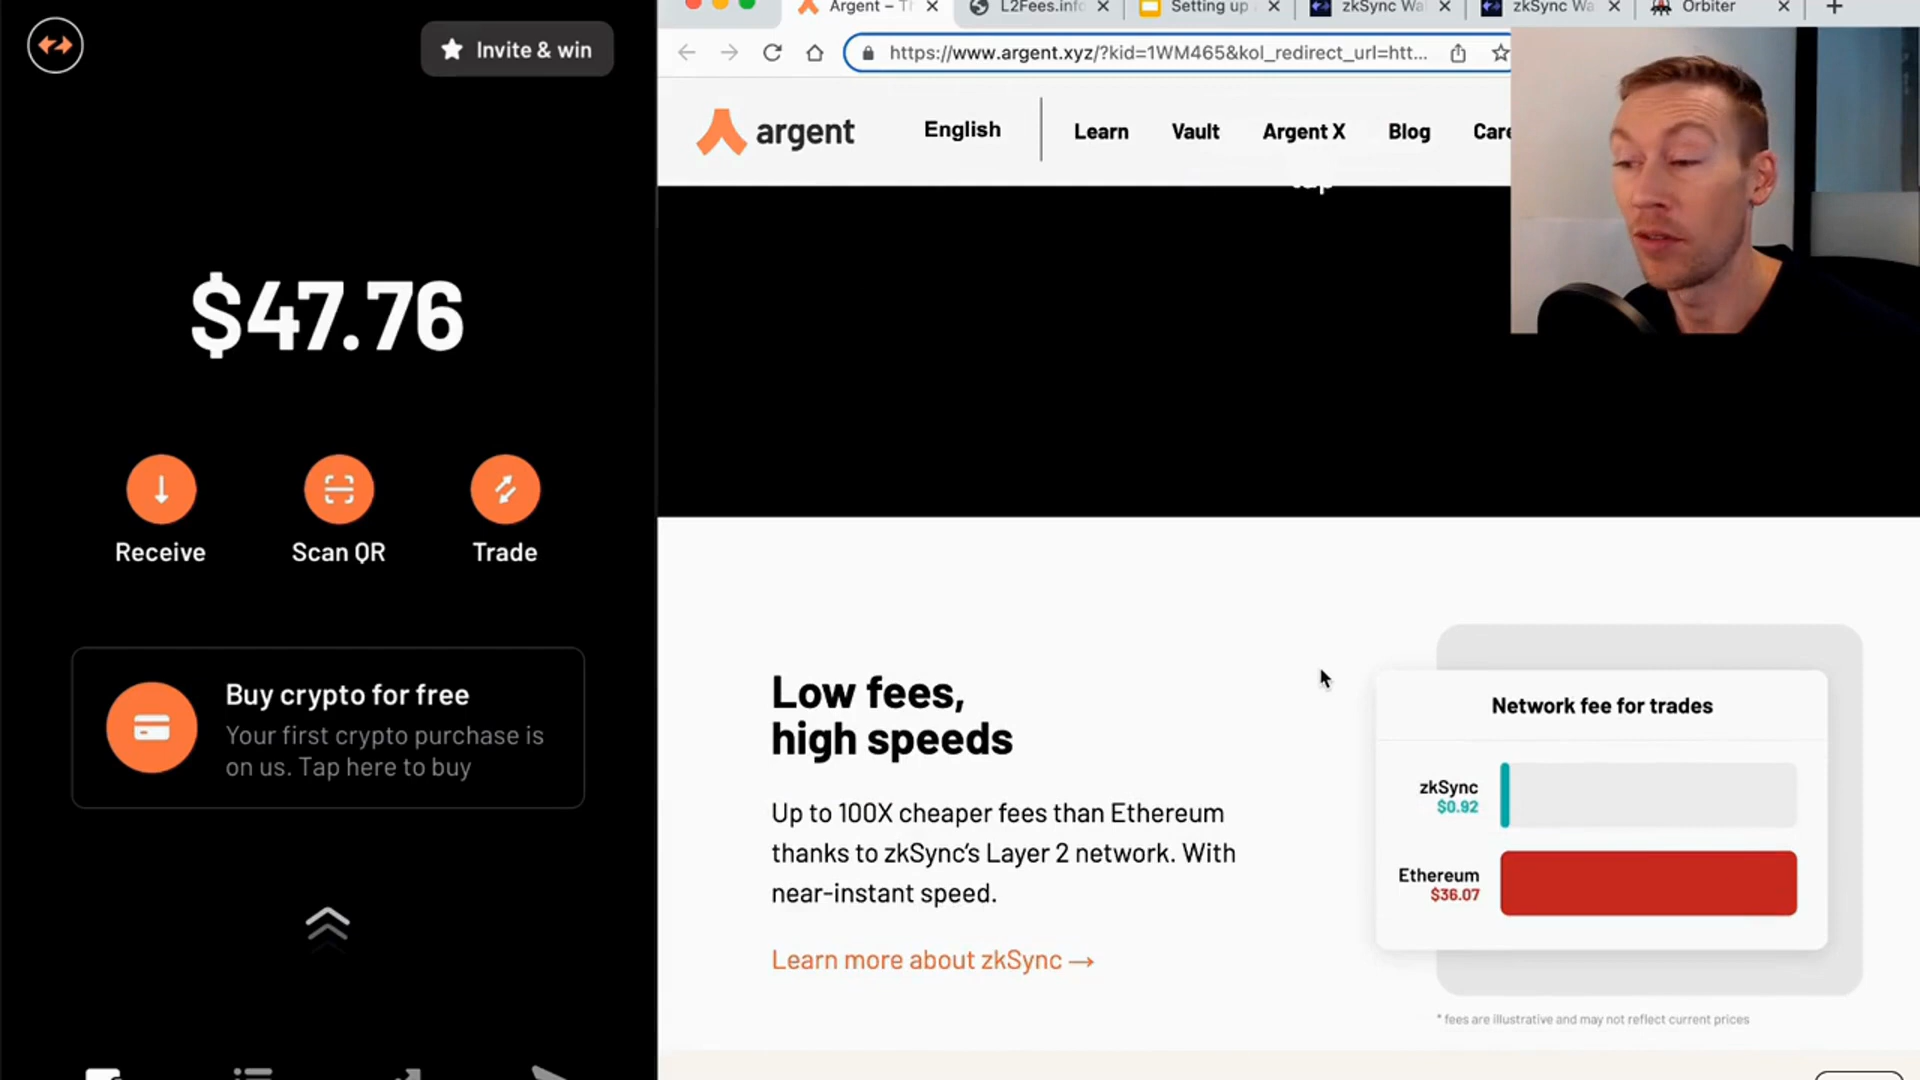 Invite & win
$47.76
Receive
Scan QR
Trade
Buy crypto for free
Your first crypto purchase is
on us. Tap here to buy
Argent –
L2Fees.info
Setting up
zkSync Wa
zkSync Wa
Orbiter
https://www.argent.xyz/?kid=1WM465&kol_redirect_url=htt...
argent
English
Learn
Vault
Argent X
Blog
Care
Low fees,
high speeds
Up to 100X cheaper fees than Ethereum
thanks to zkSync’s Layer 2 network. With
near-instant speed.
Learn more about zkSync →
Network fee for trades
zkSync
$0.92
Ethereum
$36.07
* fees are illustrative and may not reflect current prices